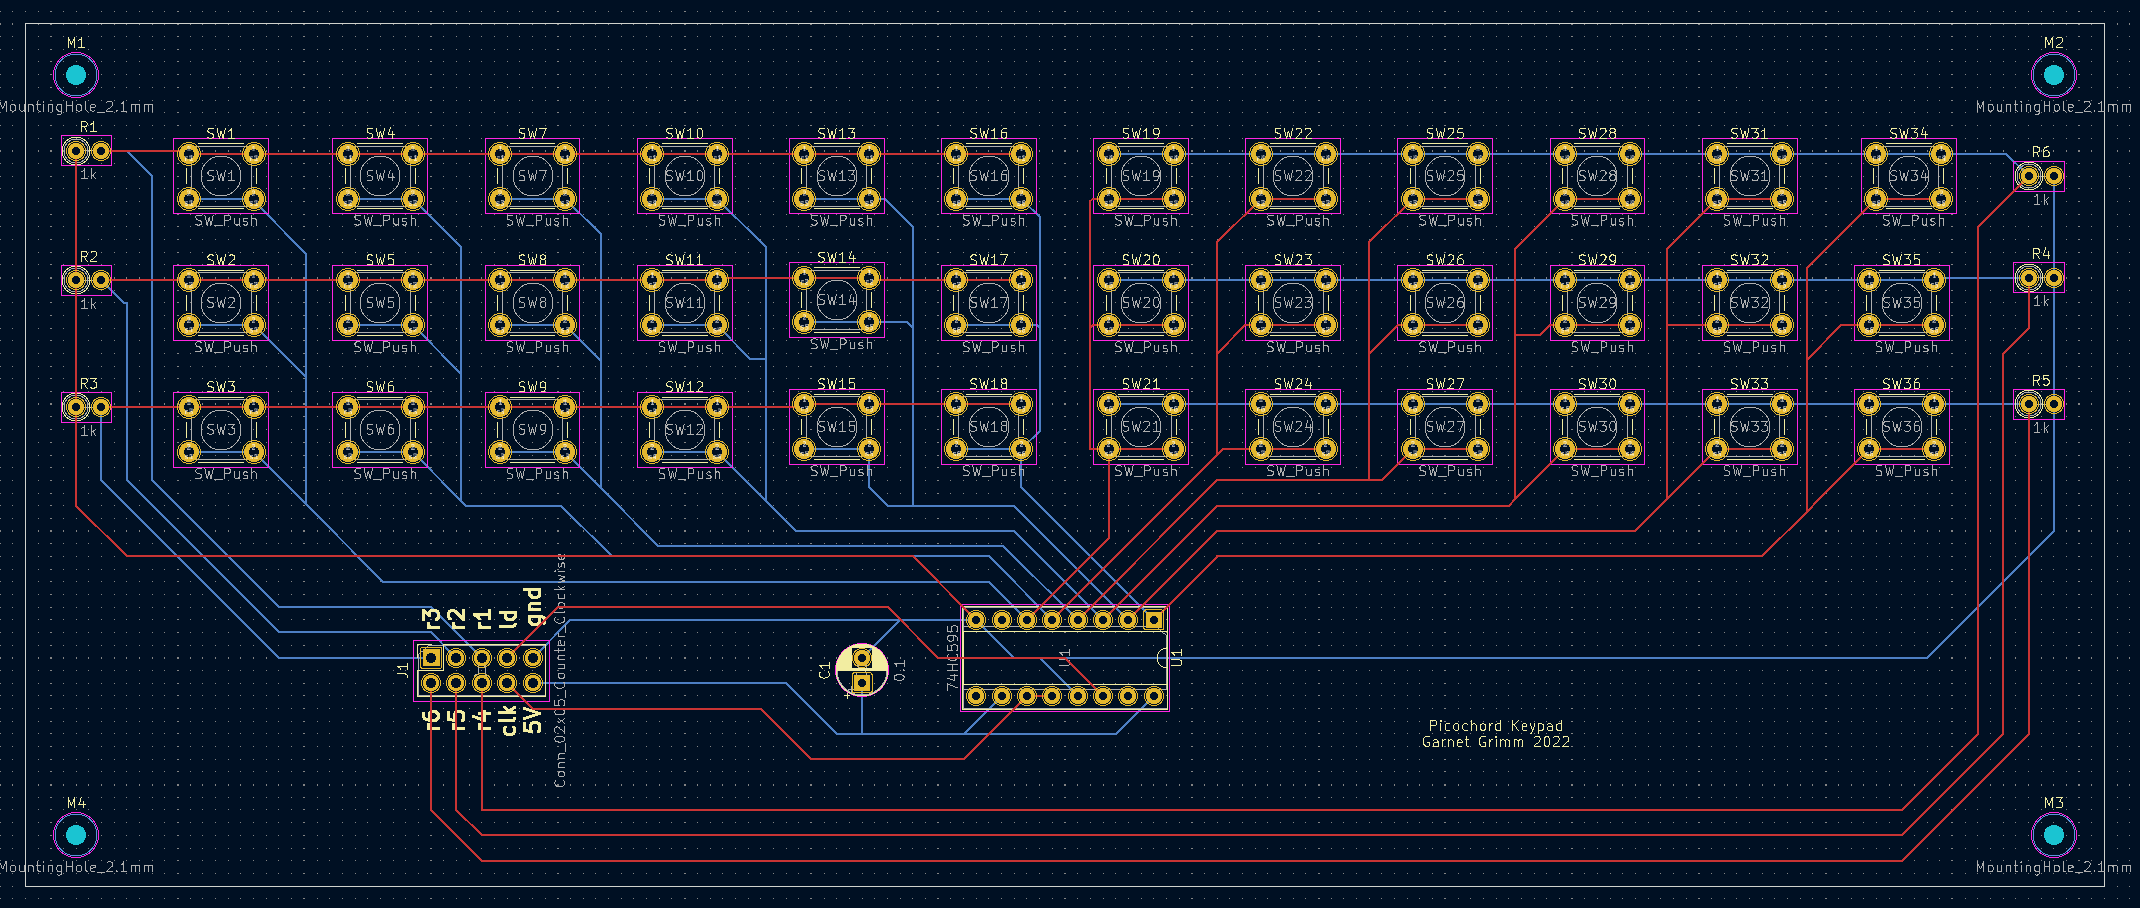 M1
M2
MountingHole_2.1mm
MountingHole_2.1mm
R1
SW1
SW4
SW7
SW10
SW13
SW16
SW19
SW22
SW25
SW28
SW31
SW34
R6
1k
SW1
SW4
SW7
SW10
SW13
SW16
SW19
SW22
SW25
SW28
SW31
SW34
1k
SW_Push
SW_Push
SW_Push
SW_Push
SW_Push
SW_Push
SW_Push
SW_Push
SW_Push
SW_Push
SW_Push
SW_Push
R2
SW2
SW5
SW8
SW11
SW14
SW17
SW20
SW23
SW26
SW29
SW32
SW35
R4
1k
SW2
SW5
SW8
SW11
SW14
SW17
SW20
SW23
SW26
SW29
SW32
SW35
1k
SW_Push
SW_Push
SW_Push
SW_Push
SW_Push
SW_Push
SW_Push
SW_Push
SW_Push
SW_Push
SW_Push
SW_Push
R3
SW3
SW6
SW9
SW12
SW15
SW18
SW21
SW24
SW27
SW30
SW33
SW36
R5
1k
SW3
SW6
SW9
SW12
SW15
SW18
SW21
SW24
SW27
SW30
SW33
SW36
1k
SW_Push
SW_Push
SW_Push
SW_Push
SW_Push
SW_Push
SW_Push
SW_Push
SW_Push
SW_Push
SW_Push
SW_Push
r3
r2
r1
ld
gnd
Conn_02x05_Counter_Clockwise
J1
J1
r6
r5
r4
clk
5V
C1
+
0.1
74HC595
U1
U1
Picochord Keypad
Garnet Grimm 2022
M4
M3
MountingHole_2.1mm
MountingHole_2.1mm